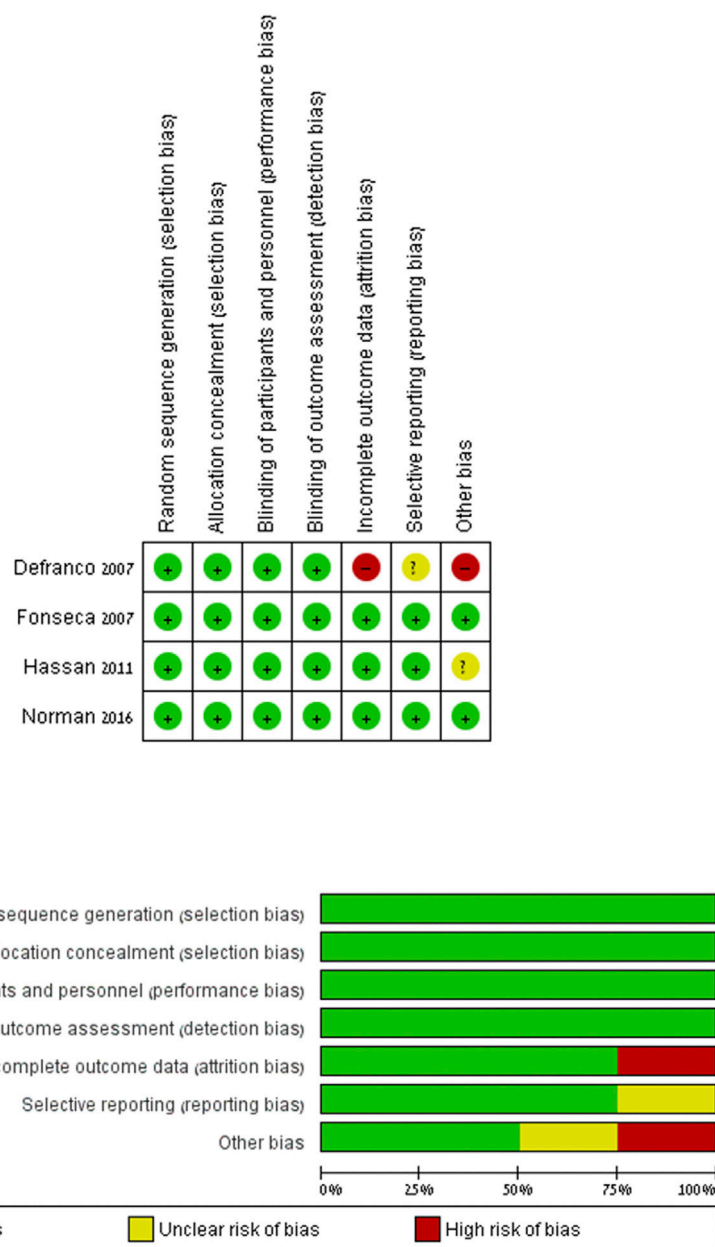 Random sequence generation (selection bias)
Allocation concealment (selection bias)
Blinding of participants and personnel (performance bias)
Blinding of outcome assessment (detection bias)
Incomplete outcome data (attrition bias)
Selective reporting (reporting bias)
Other bias
Defranco 2007 + + + + – ? –
Fonseca 2007 + + + + + + +
Hassan 2011 + + + + + + ?
Norman 2016 + + + + + + +
sequence generation (selection bias)
location concealment (selection bias)
ts and personnel (performance bias)
utcome assessment (detection bias)
complete outcome data (attrition bias)
Selective reporting (reporting bias)
Other bias
0% 25% 50% 75% 100%
s Unclear risk of bias High risk of bias